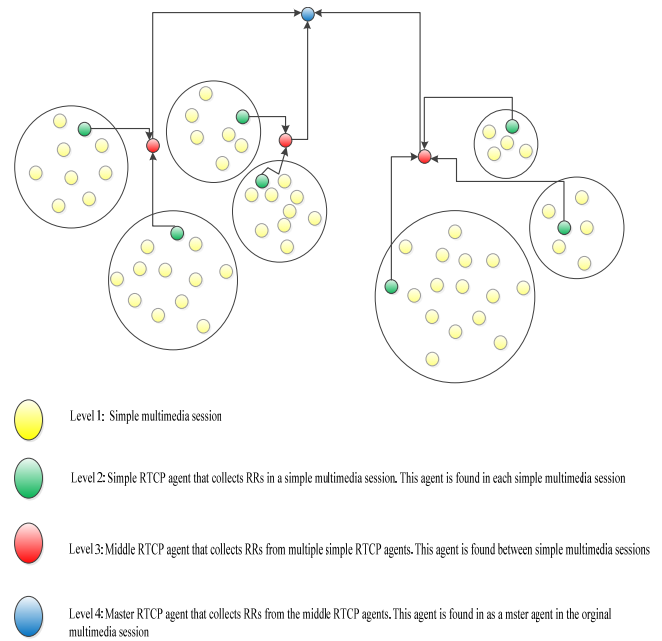 Level 1: Simple multimedia session
Level 2: Simple RTCP agent that collects RRs in a simple multimedia session. This agent is found in each simple multimedia session
Level 3: Middle RTCP agent that collects RRs from multiple simple RTCP agents. This agent is found between simple multimedia sessions
Level 4: Master RTCP agent that collects RRs from the middle RTCP agents. This agent is found in as a mster agent in the orginal
multimedia session